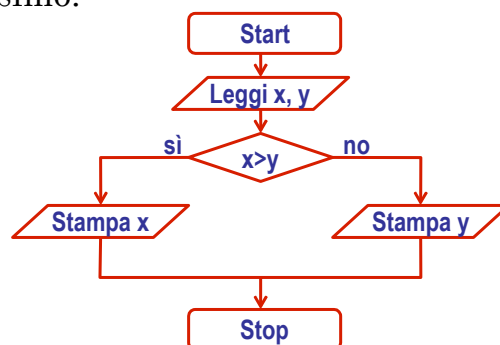 Start
Leggi x, y
sì
x>y
no
Stampa x
Stampa y
Stop